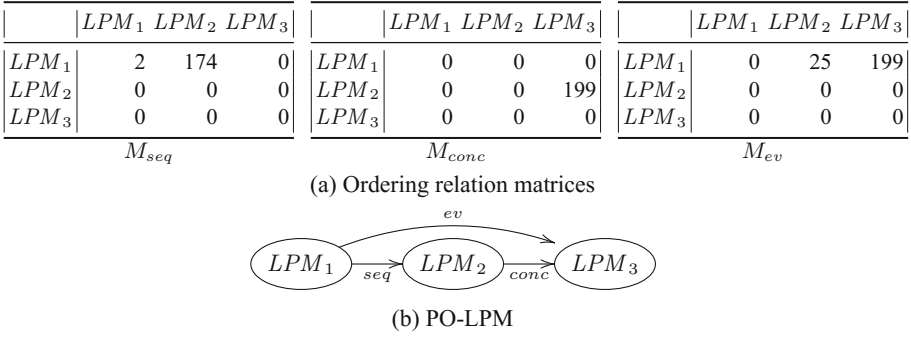 LPM1 LPM2 LPM3 LPM1 LPM2 LPM3 LPM1 LPM2 LPM3
LPM1 2 174 0 LPM1 0 0 0 LPM1 0 25 199
LPM2 0 0 0 LPM2 0 0 199 LPM2 0 0 0
LPM3 0 0 0 LPM3 0 0 0 LPM3 0 0 0
Mseq Mconc Mev
(a) Ordering relation matrices
ev
LPM1 seq LPM2 conc LPM3
(b) PO-LPM